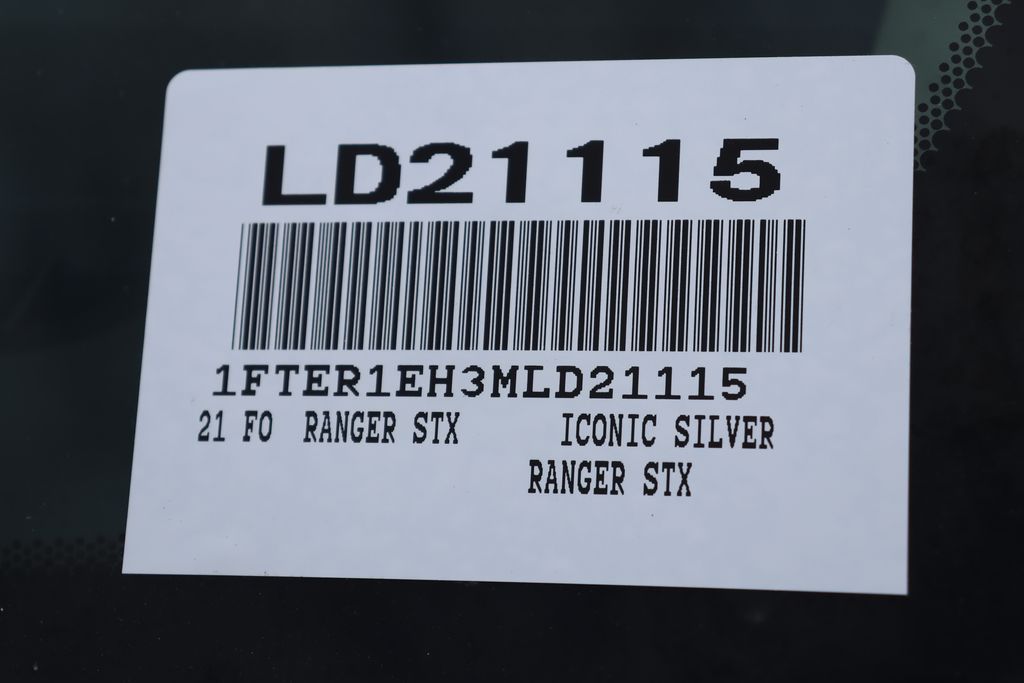 LD21115
1FTER1EH3MLD21115
21 FO RANGER STX ICONIC SILVER
RANGER STX